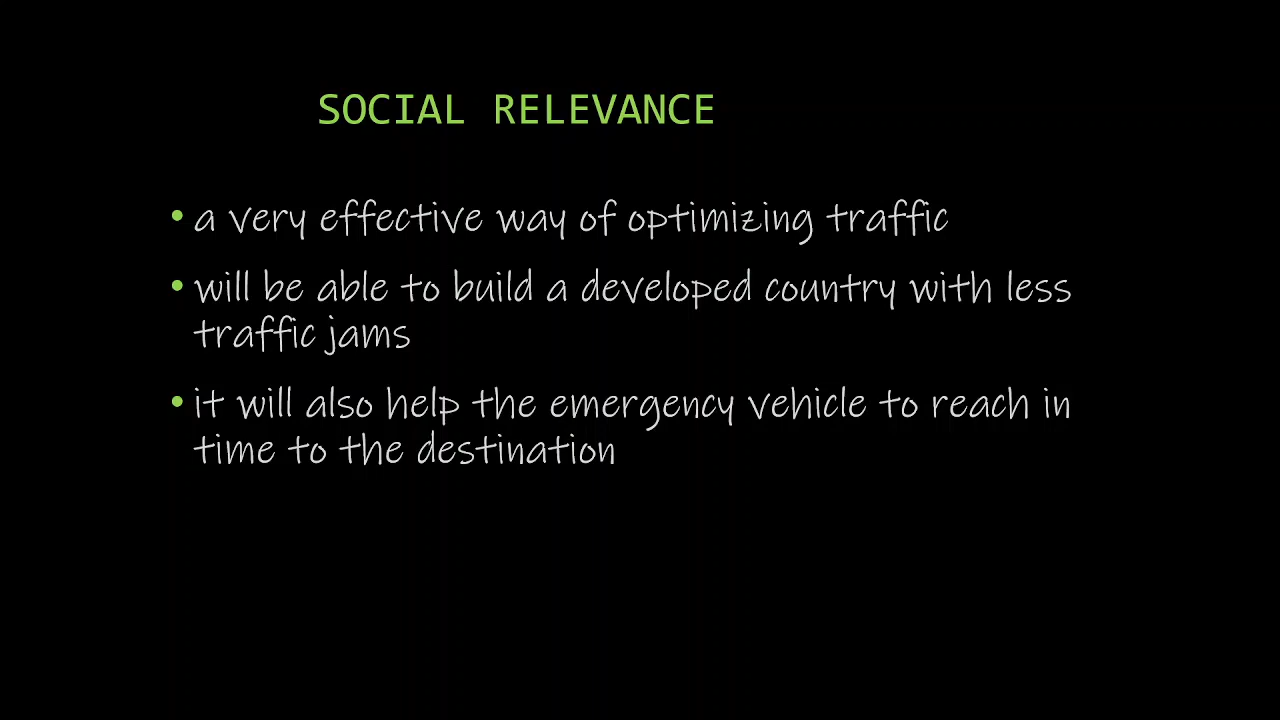 SOCIAL RELEVANCE
• a very effective way of optimizing traffic
• will be able to build a developed country with less
traffic jams
• it will also help the emergency vehicle to reach in
time to the destination